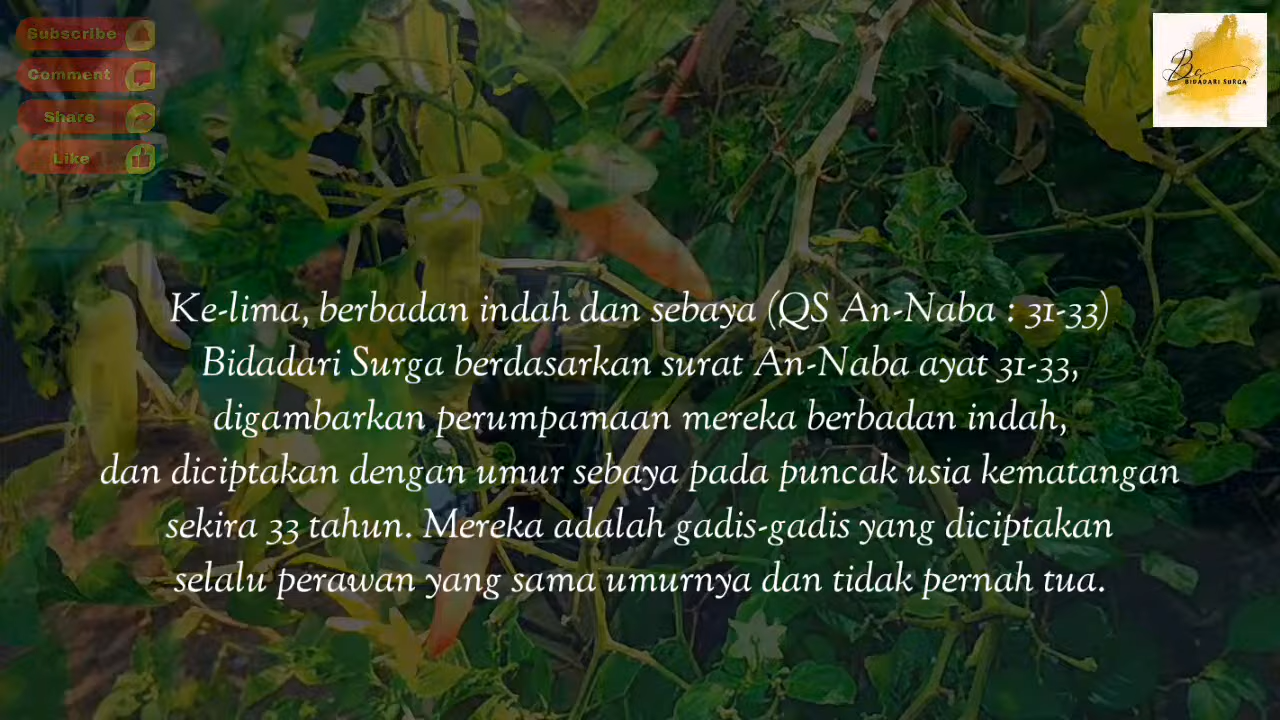 Subscribe
Comment
Share
Like
Bs
BIDADARI SURGA
Ke-lima, berbadan indah dan sebaya (QS An-Naba : 31-33)
Bidadari Surga berdasarkan surat An-Naba ayat 31-33,
digambarkan perumpamaan mereka berbadan indah,
dan diciptakan dengan umur sebaya pada puncak usia kematangan
sekira 33 tahun. Mereka adalah gadis-gadis yang diciptakan
selalu perawan yang sama umurnya dan tidak pernah tua.